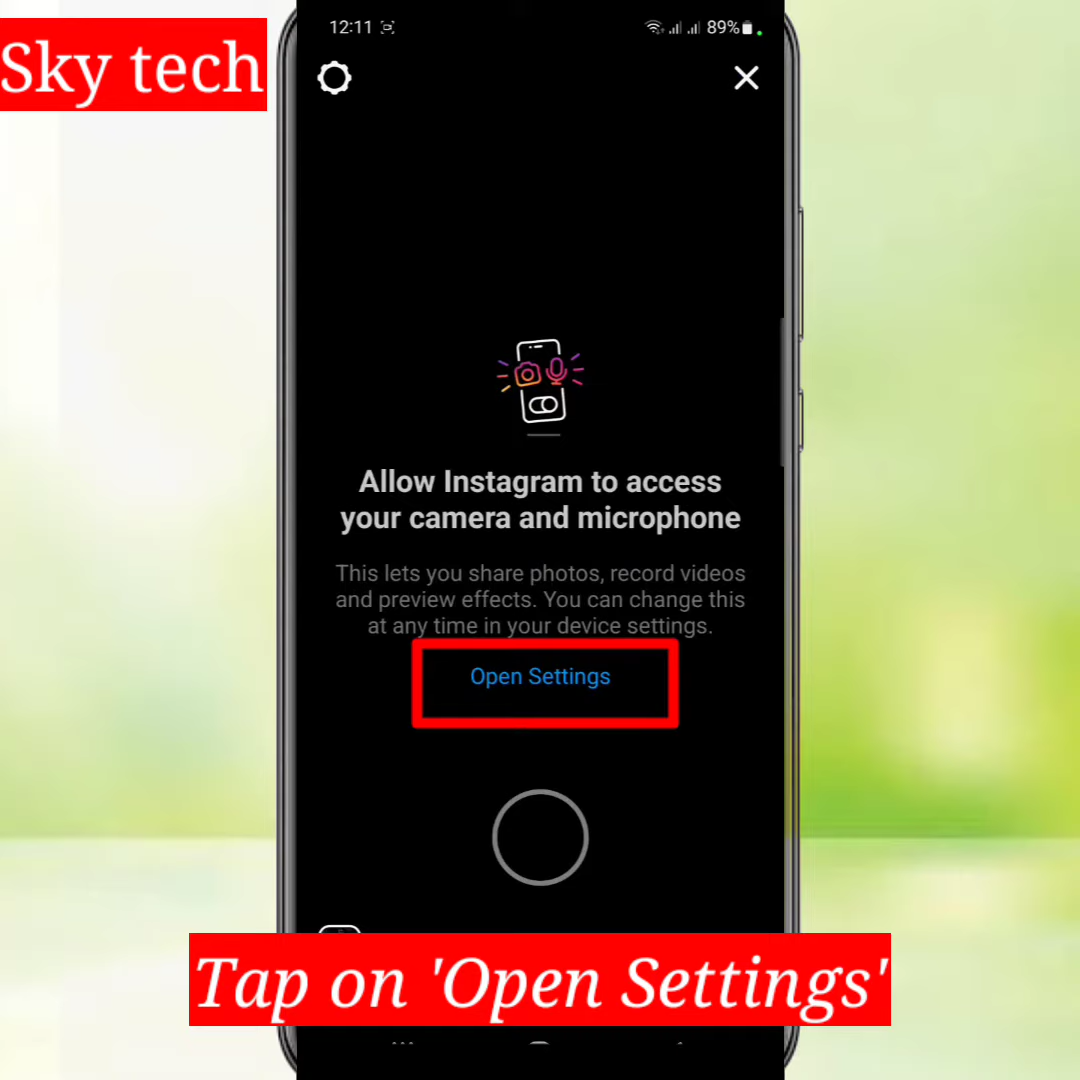 Sky tech
12:11
89%
Allow Instagram to access
your camera and microphone
This lets you share photos, record videos
and preview effects. You can change this
at any time in your device settings.
Open Settings
Tap on 'Open Settings'